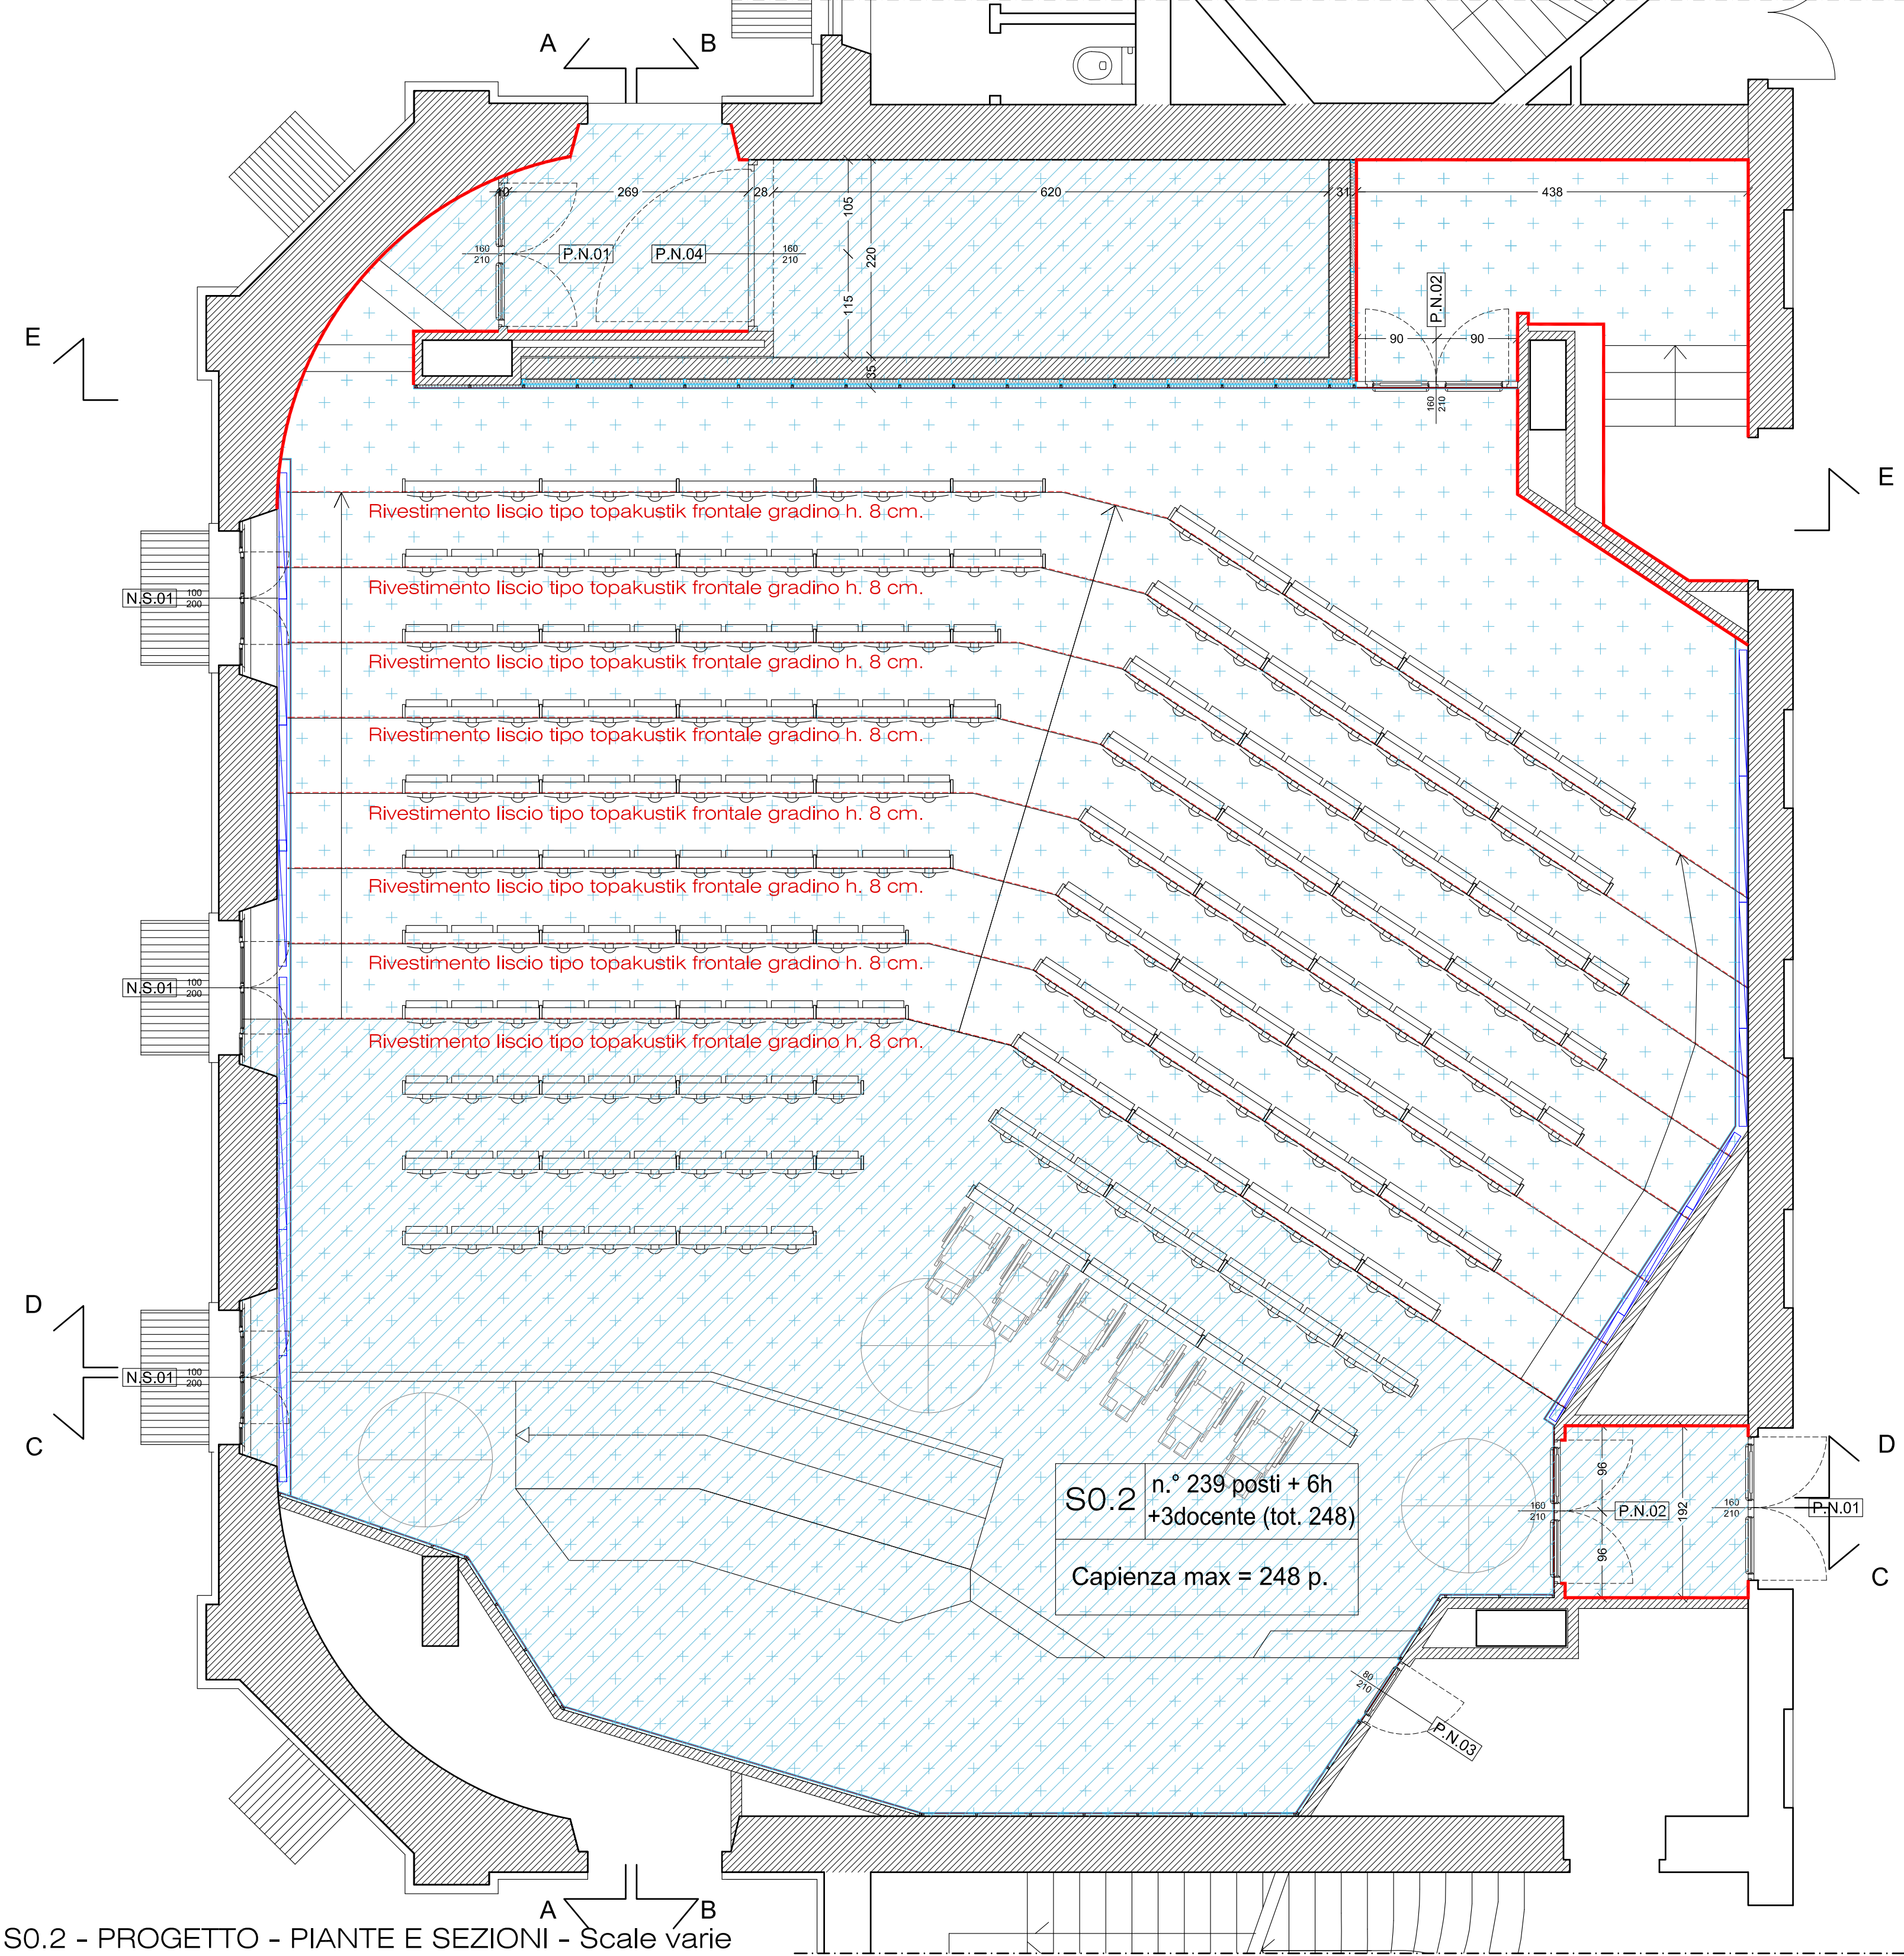 A B
40 269 28 620 31 438
105
220
115
35
160
210
P.N.01
P.N.04
160
210
P.N.02
90 90
160
210
E
E
Rivestimento liscio tipo topakustik frontale gradino h. 8 cm.
Rivestimento liscio tipo topakustik frontale gradino h. 8 cm.
N.S.01
100
200
Rivestimento liscio tipo topakustik frontale gradino h. 8 cm.
Rivestimento liscio tipo topakustik frontale gradino h. 8 cm.
Rivestimento liscio tipo topakustik frontale gradino h. 8 cm.
Rivestimento liscio tipo topakustik frontale gradino h. 8 cm.
Rivestimento liscio tipo topakustik frontale gradino h. 8 cm.
N.S.01
100
200
Rivestimento liscio tipo topakustik frontale gradino h. 8 cm.
D
N.S.01
100
200
C
D
S0.2
n.° 239 posti + 6h
+3docente (tot. 248)
Capienza max = 248 p.
160
210
P.N.02
96
96
192
160
210
P.N.01
C
80
210
P.N.03
A B
S0.2 - PROGETTO - PIANTE E SEZIONI - Scale varie